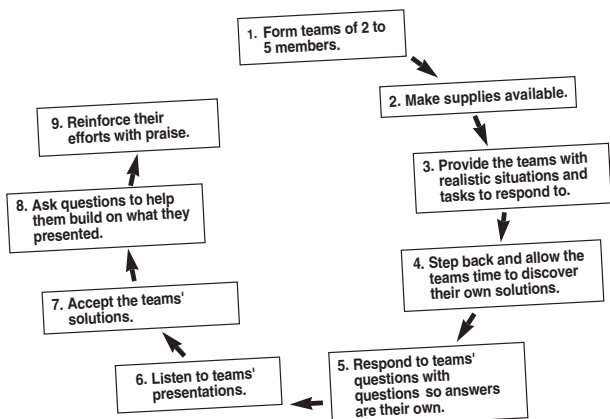 1. Form teams of 2 to
5 members.
2. Make supplies available.
3. Provide the teams with
realistic situations and
tasks to respond to.
4. Step back and allow the
teams time to discover
their own solutions.
5. Respond to teams'
questions with
questions so answers
are their own.
6. Listen to teams'
presentations.
7. Accept the teams'
solutions.
8. Ask questions to help
them build on what they
presented.
9. Reinforce their
efforts with praise.